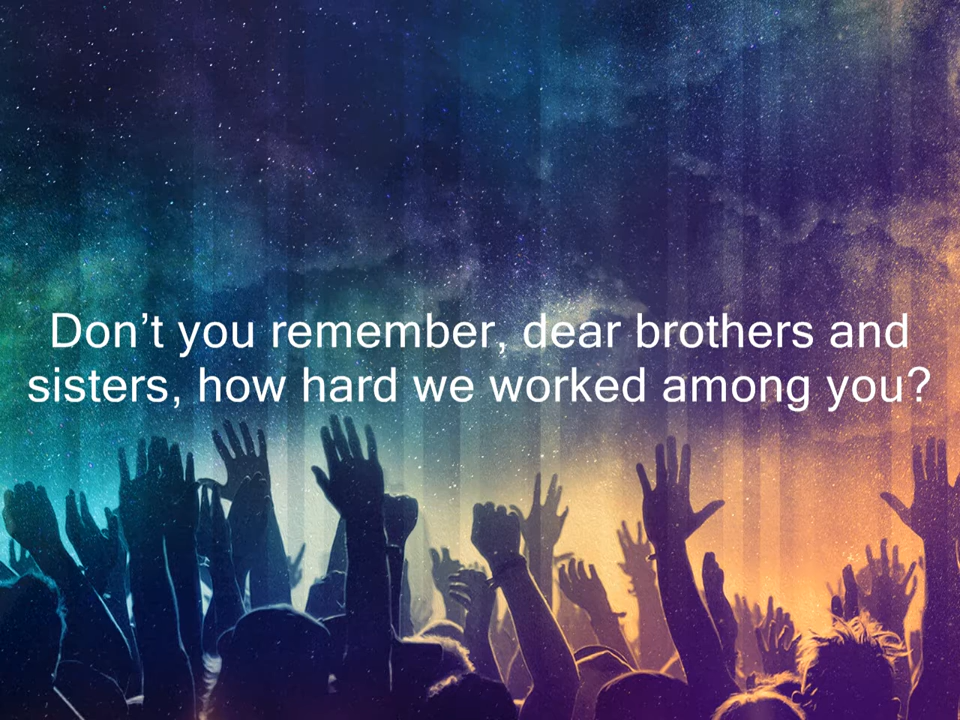 Don’t you remember, dear brothers and
sisters, how hard we worked among you?